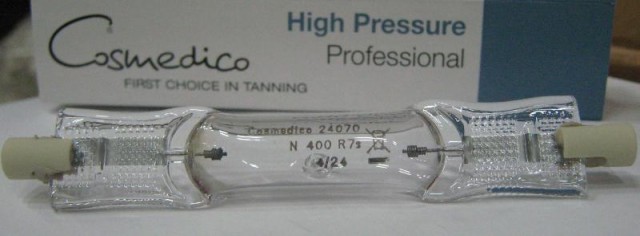 Cosmedico
FIRST CHOICE IN TANNING
High Pressure
Professional
Cosmedico 24070
N 400 R7s
4/24